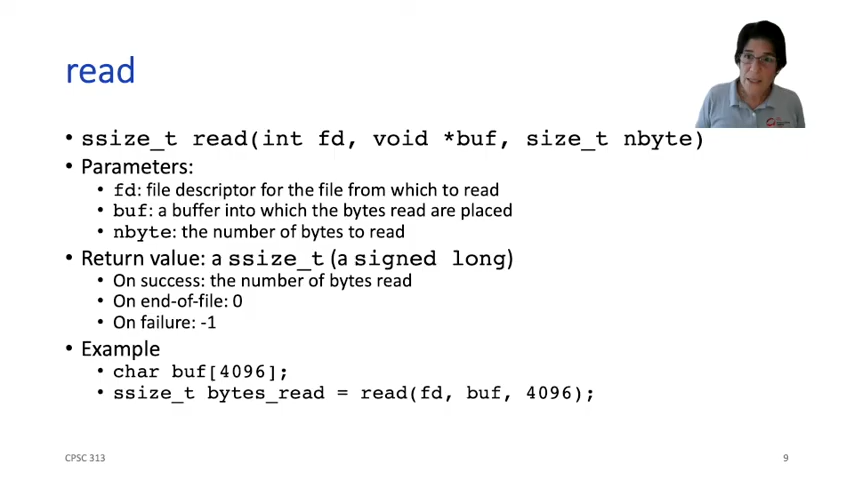 read
• ssize_t read(int fd, void *buf, size_t nbyte)
• Parameters:
• fd: file descriptor for the file from which to read
• buf: a buffer into which the bytes read are placed
• nbyte: the number of bytes to read
• Return value: a ssize_t (a signed long)
• On success: the number of bytes read
• On end-of-file: 0
• On failure: -1
• Example
• char buf[4096];
• ssize_t bytes_read = read(fd, buf, 4096);
CPSC 313
9